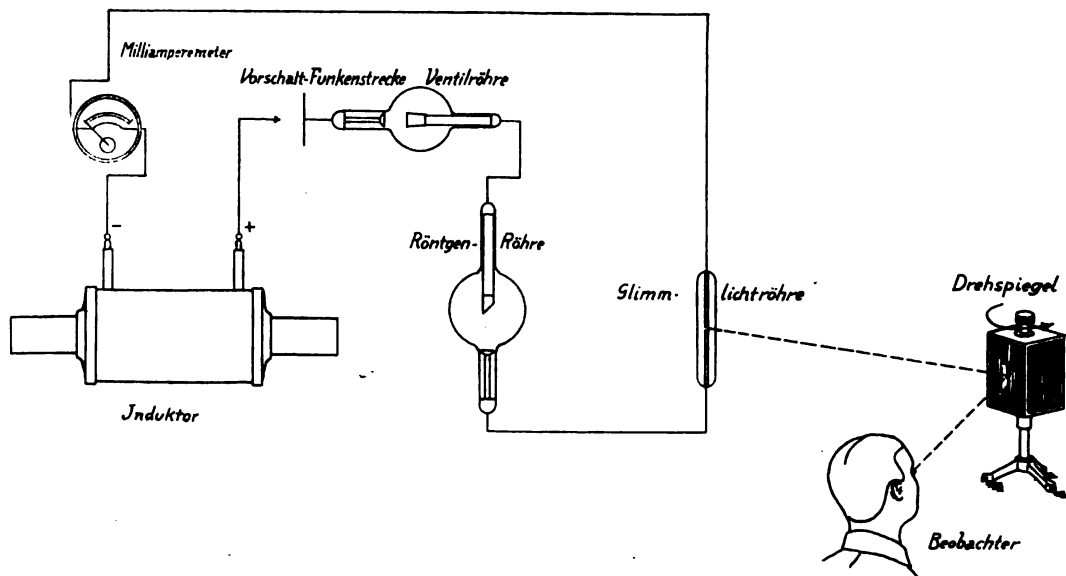 Milliamperemeter
Vorschalt-Funkenstrecke Ventilröhre
- +
Röntgen-Röhre
Glimm-lichtröhre
Drehspiegel
Jnduktor
Beobachter